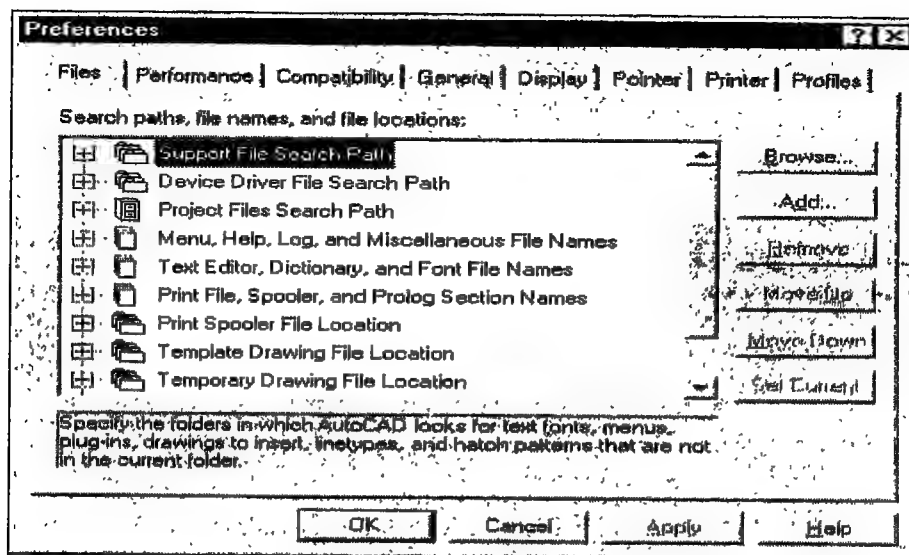 Preferences
Files Performance Compatibility General Display Pointer Printer Profiles
Search paths, file names, and file locations:
Support File Search Path
Device Driver File Search Path
Project Files Search Path
Menu, Help, Log, and Miscellaneous File Names
Text Editor, Dictionary, and Font File Names
Print File, Spooler, and Prolog Section Names
Print Spooler File Location
Template Drawing File Location
Temporary Drawing File Location
Browse...
Add...
Remove
Move Up
Move Down
Set Current
Specify the folders in which AutoCAD looks for text fonts, menus,
plug-ins, drawings to insert, linetypes, and hatch patterns that are not
in the current folder.
OK Cancel Apply Help